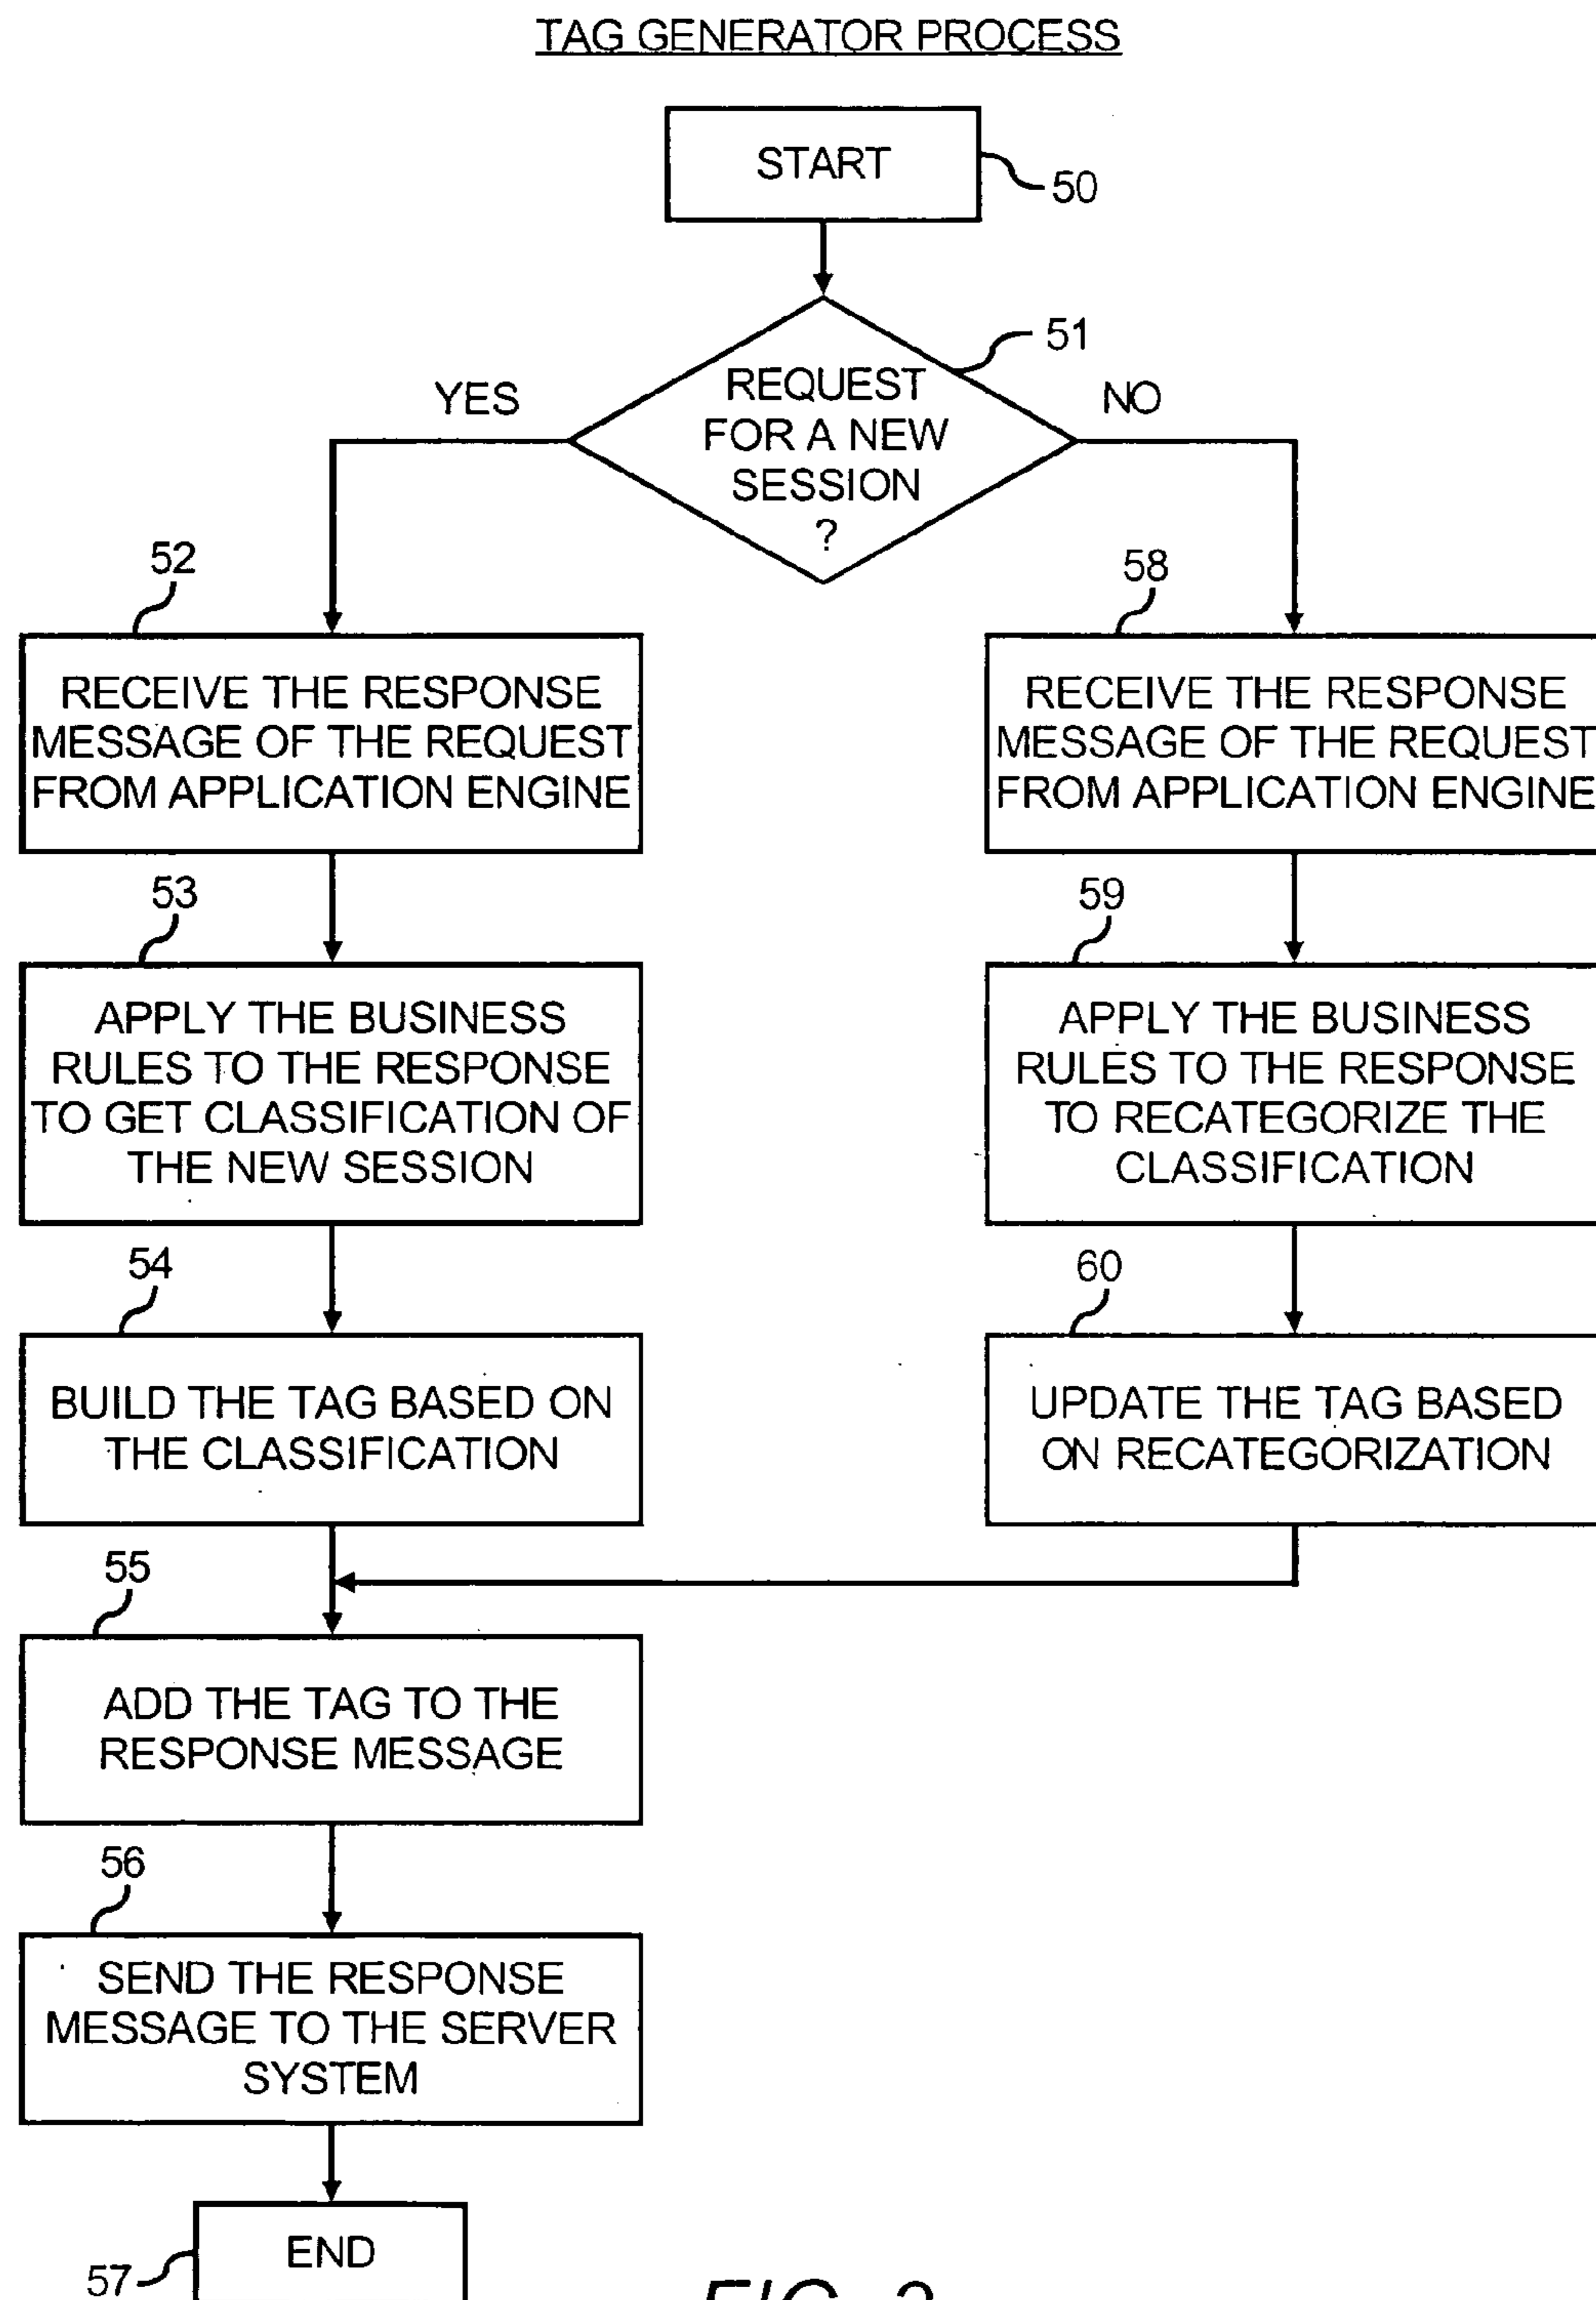 TAG GENERATOR PROCESS
START
50
51
REQUEST
FOR A NEW
SESSION
?
YES
NO
52
RECEIVE THE RESPONSE
MESSAGE OF THE REQUEST
FROM APPLICATION ENGINE
58
RECEIVE THE RESPONSE
MESSAGE OF THE REQUEST
FROM APPLICATION ENGINE
53
APPLY THE BUSINESS
RULES TO THE RESPONSE
TO GET CLASSIFICATION OF
THE NEW SESSION
59
APPLY THE BUSINESS
RULES TO THE RESPONSE
TO RECATEGORIZE THE
CLASSIFICATION
54
BUILD THE TAG BASED ON
THE CLASSIFICATION
60
UPDATE THE TAG BASED
ON RECATEGORIZATION
55
ADD THE TAG TO THE
RESPONSE MESSAGE
56
SEND THE RESPONSE
MESSAGE TO THE SERVER
SYSTEM
END
57
FIG.